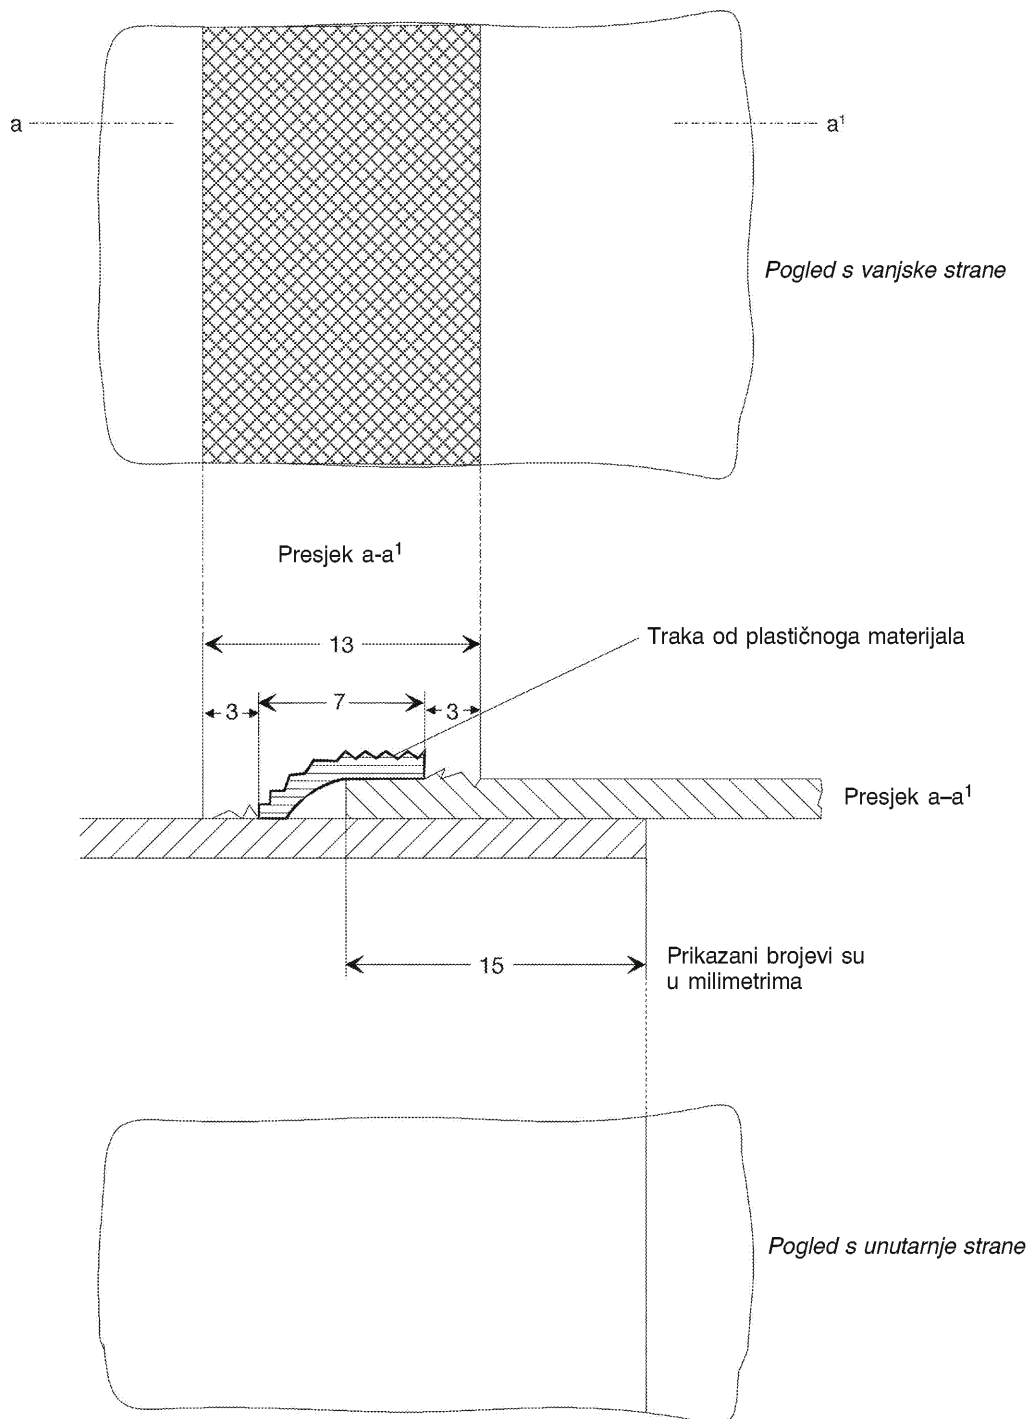 a
a¹
Pogled s vanjske strane
Presjek a-a¹
13
Traka od plastičnoga materijala
3
7
3
Presjek a–a¹
15
Prikazani brojevi su
u milimetrima
Pogled s unutarnje strane